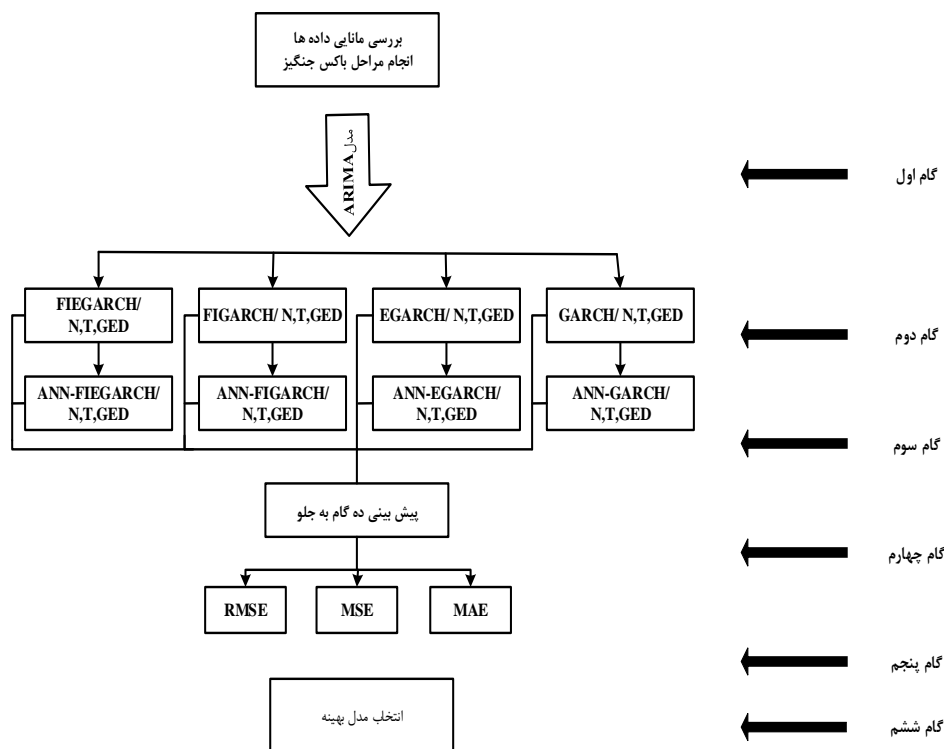 بررسی مانایی داده ها
انجام مراحل باکس جنگیز
مدل ARIMA
گام اول
FIEGARCH/
N,T,GED
FIGARCH/ N,T,GED
EGARCH/ N,T,GED
GARCH/ N,T,GED
گام دوم
ANN-FIEGARCH/
N,T,GED
ANN-FIGARCH/
N,T,GED
ANN-EGARCH/
N,T,GED
ANN-GARCH/
N,T,GED
گام سوم
پیش بینی ده گام به جلو
گام چهارم
RMSE
MSE
MAE
گام پنجم
انتخاب مدل بهینه
گام ششم